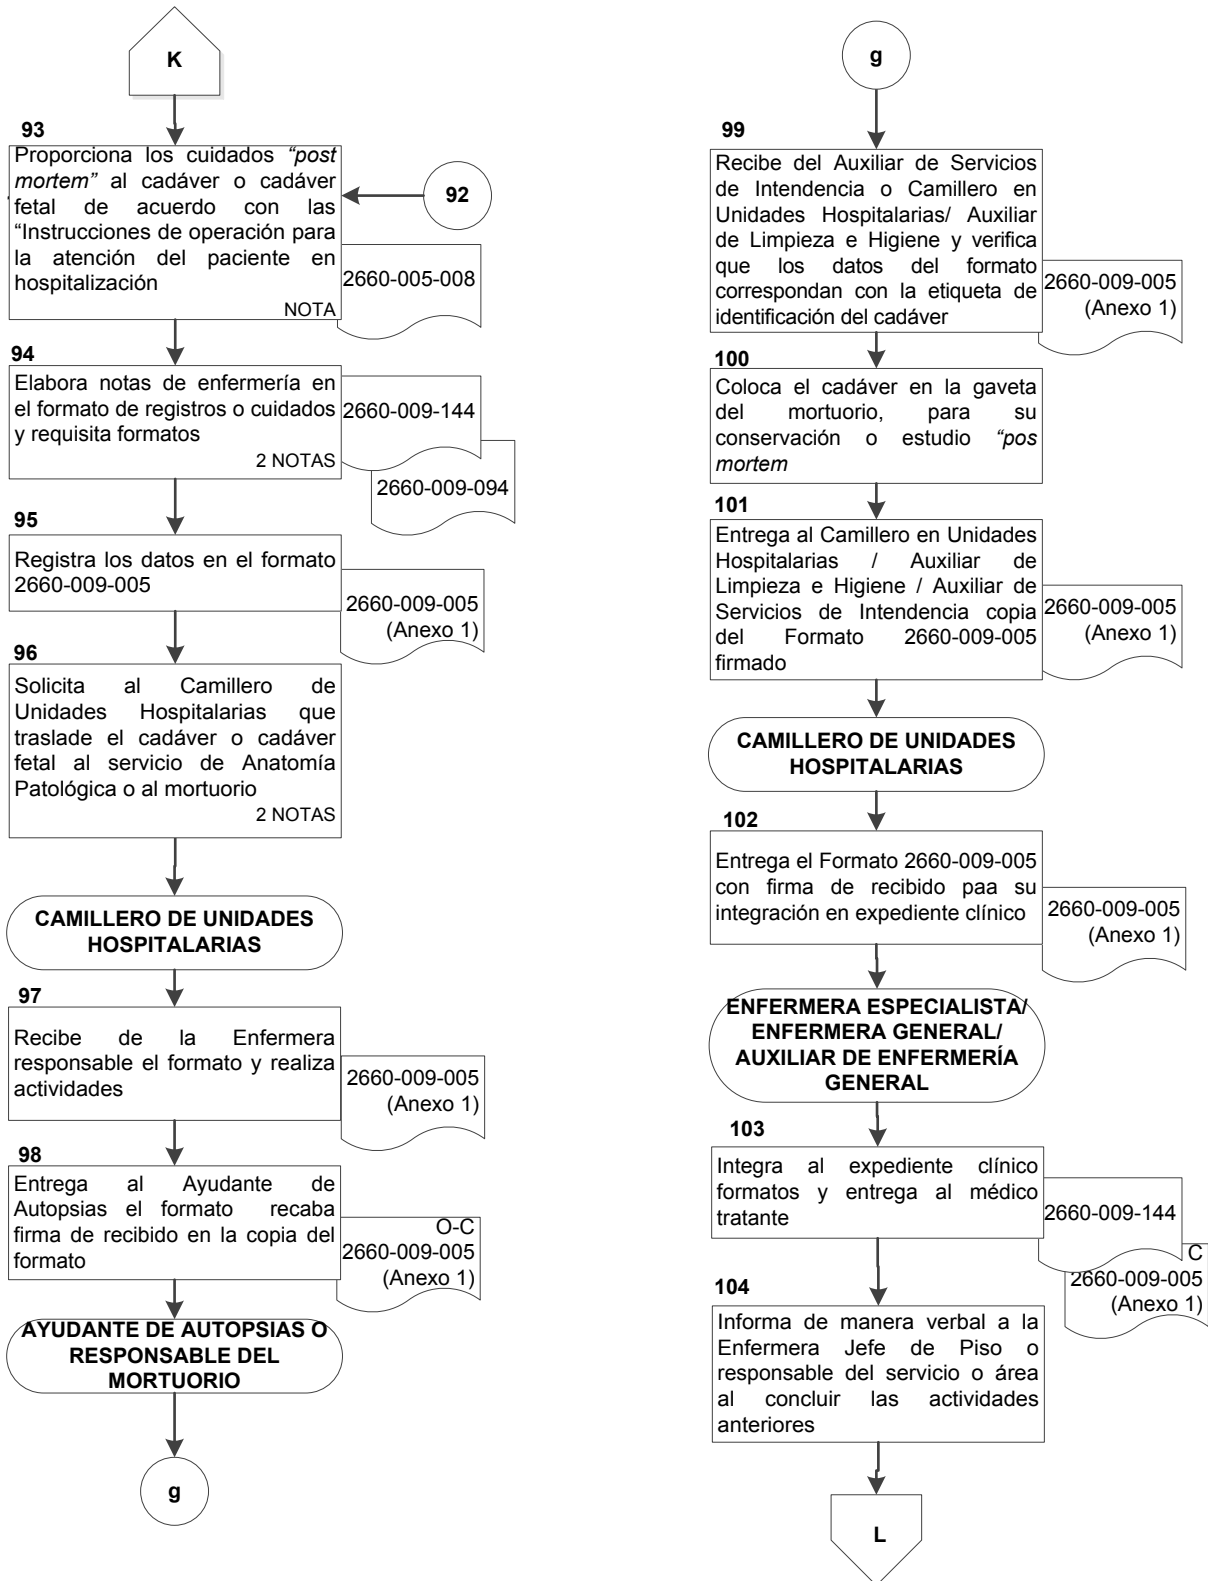 K
93
Proporciona los cuidados “post
mortem” al cadáver o cadáver
fetal de acuerdo con las
“Instrucciones de operación para
la atención del paciente en
hospitalización
NOTA
92
2660-005-008
94
Elabora notas de enfermería en
el formato de registros o cuidados
y requisita formatos
2 NOTAS
2660-009-144
2660-009-094
95
Registra los datos en el formato
2660-009-005
2660-009-005
(Anexo 1)
96
Solicita al Camillero de
Unidades Hospitalarias que
traslade el cadáver o cadáver
fetal al servicio de Anatomía
Patológica o al mortuorio
2 NOTAS
CAMILLERO DE UNIDADES
HOSPITALARIAS
97
Recibe de la Enfermera
responsable el formato y realiza
actividades
2660-009-005
(Anexo 1)
98
Entrega al Ayudante de
Autopsias el formato recaba
firma de recibido en la copia del
formato
O-C
2660-009-005
(Anexo 1)
AYUDANTE DE AUTOPSIAS O
RESPONSABLE DEL
MORTUORIO
g
g
99
Recibe del Auxiliar de Servicios
de Intendencia o Camillero en
Unidades Hospitalarias/ Auxiliar
de Limpieza e Higiene y verifica
que los datos del formato
correspondan con la etiqueta de
identificación del cadáver
2660-009-005
(Anexo 1)
100
Coloca el cadáver en la gaveta
del mortuorio, para su
conservación o estudio “pos
mortem
101
Entrega al Camillero en Unidades
Hospitalarias / Auxiliar de
Limpieza e Higiene / Auxiliar de
Servicios de Intendencia copia
del Formato 2660-009-005
firmado
2660-009-005
(Anexo 1)
CAMILLERO DE UNIDADES
HOSPITALARIAS
102
Entrega el Formato 2660-009-005
con firma de recibido paa su
integración en expediente clínico
2660-009-005
(Anexo 1)
ENFERMERA ESPECIALISTA/
ENFERMERA GENERAL/
AUXILIAR DE ENFERMERÍA
GENERAL
103
Integra al expediente clínico
formatos y entrega al médico
tratante
2660-009-144
C
2660-009-005
(Anexo 1)
104
Informa de manera verbal a la
Enfermera Jefe de Piso o
responsable del servicio o área
al concluir las actividades
anteriores
L